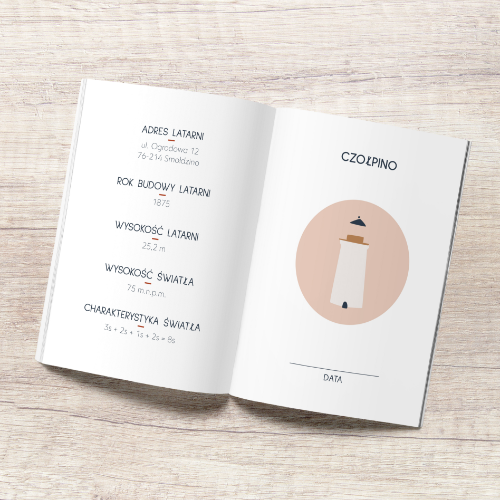 ADRES LATARNI
ul. Ogrodowa 12
76-214 Smołdzino
ROK BUDOWY LATARNI
1875
WYSOKOŚĆ LATARNI
25,2 m
WYSOKOŚĆ ŚWIATŁA
75 m.n.p.m.
CHARAKTERYSTYKA ŚWIATŁA
3s + 2s + 1s + 2s = 8s
CZOŁPINO
DATA